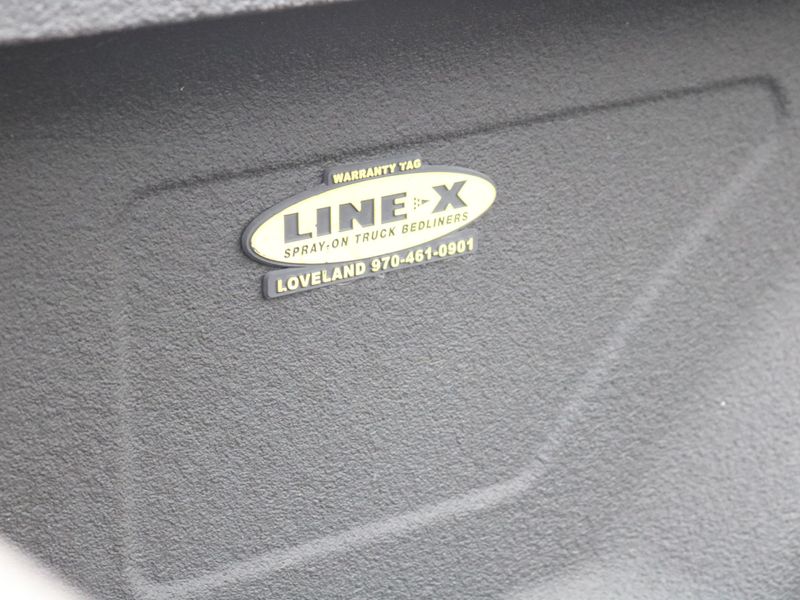 WARRANTY TAG
LINE-X
SPRAY-ON TRUCK BEDLINERS
LOVELAND 970-461-0901